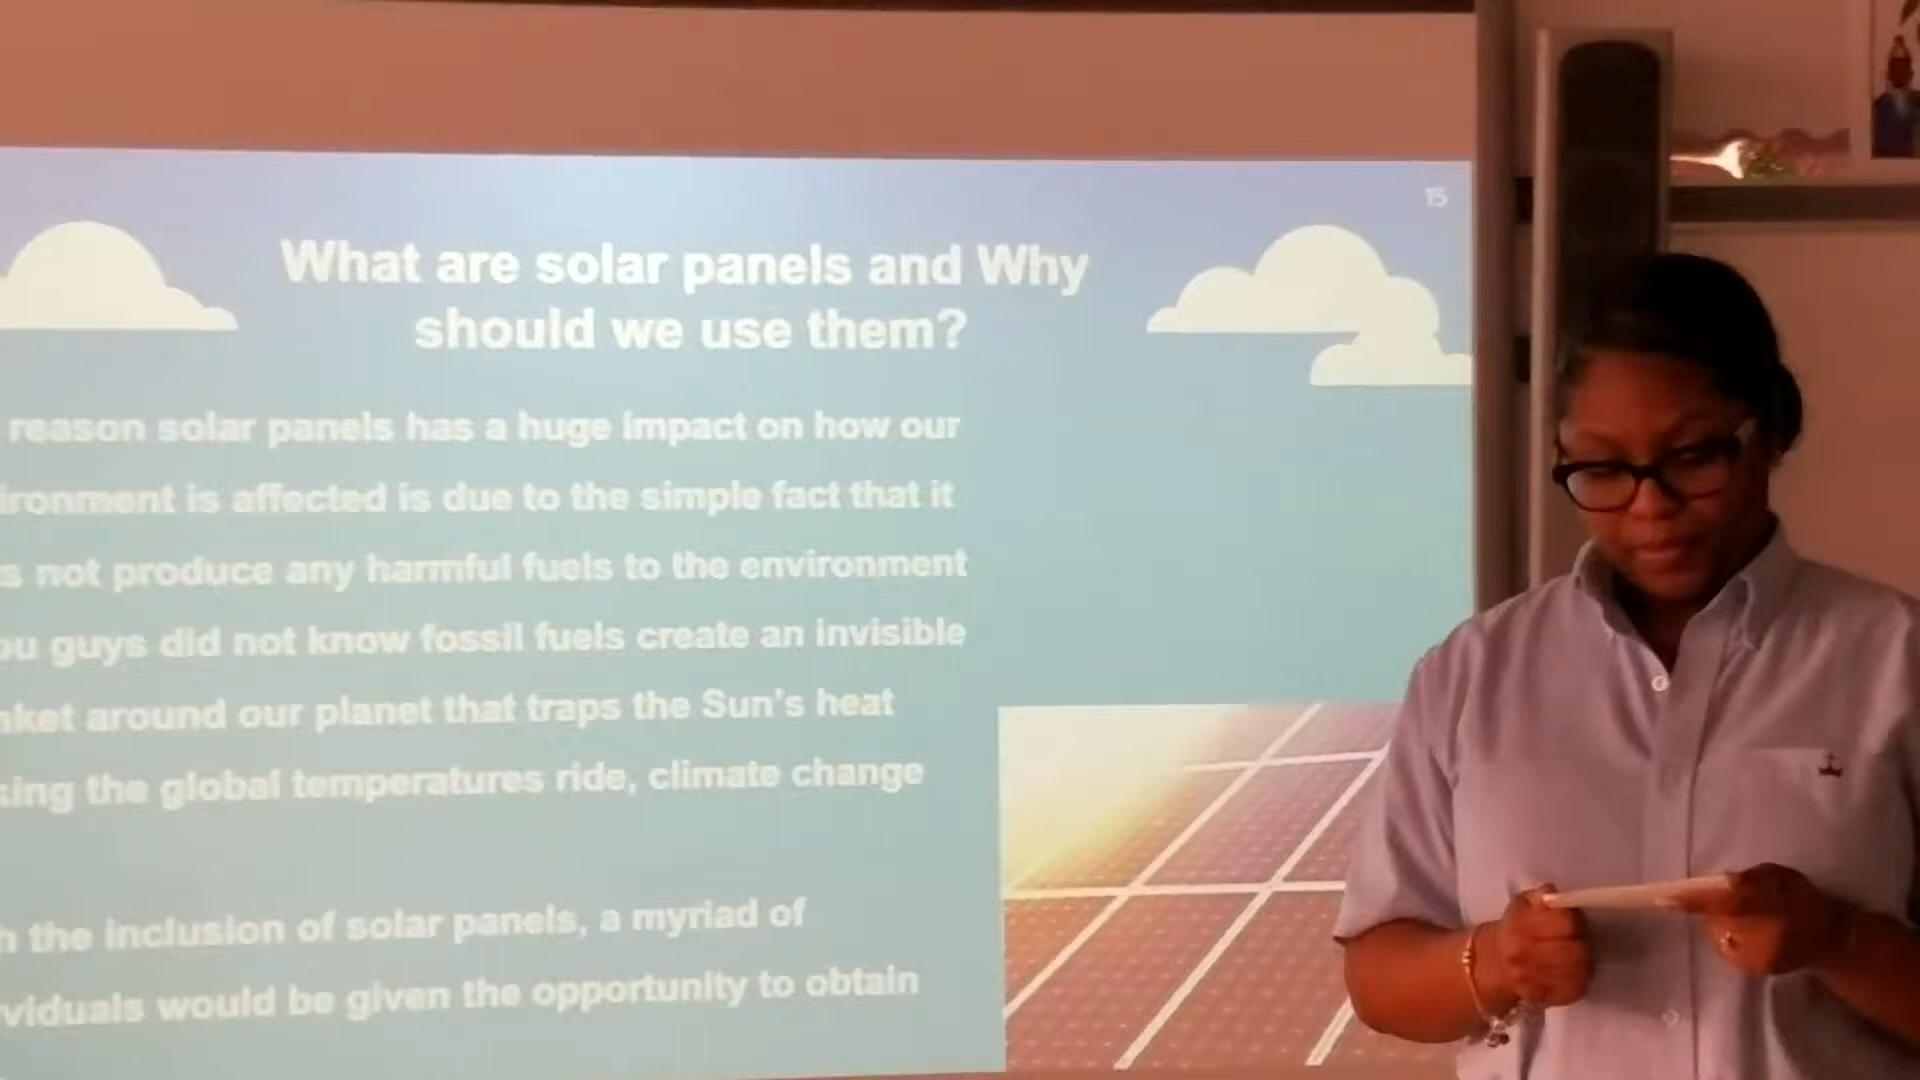 15
What are solar panels and Why
should we use them?
reason solar panels has a huge impact on how our
ironment is affected is due to the simple fact that it
s not produce any harmful fuels to the environment
ou guys did not know fossil fuels create an invisible
nket around our planet that traps the Sun's heat
sing the global temperatures ride, climate change
h the inclusion of solar panels, a myriad of
viduals would be given the opportunity to obtain